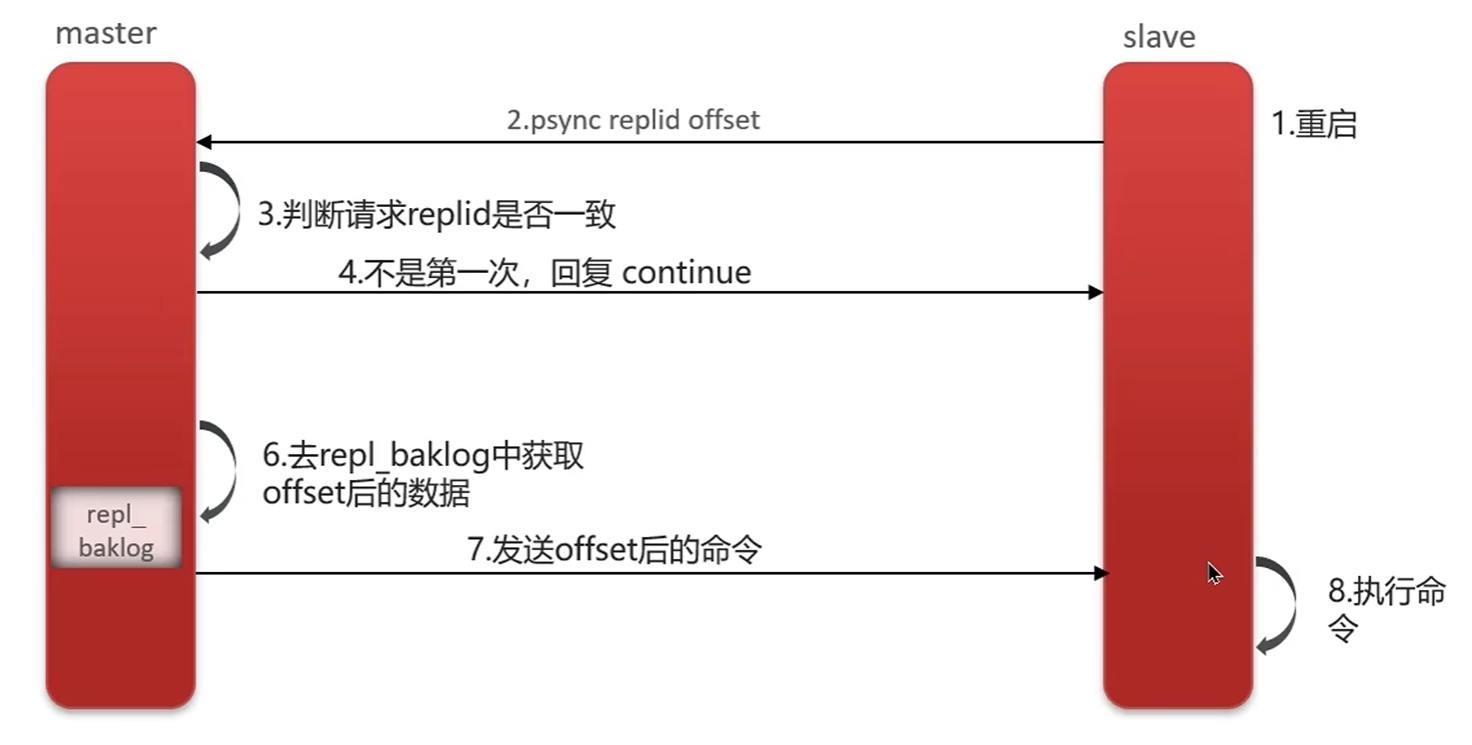 master
slave
1.重启
2.psync replid offset
3.判断请求replid是否一致
4.不是第一次，回复 continue
6.去repl_baklog中获取
offset后的数据
repl_
baklog
7.发送offset后的命令
8.执行命
令